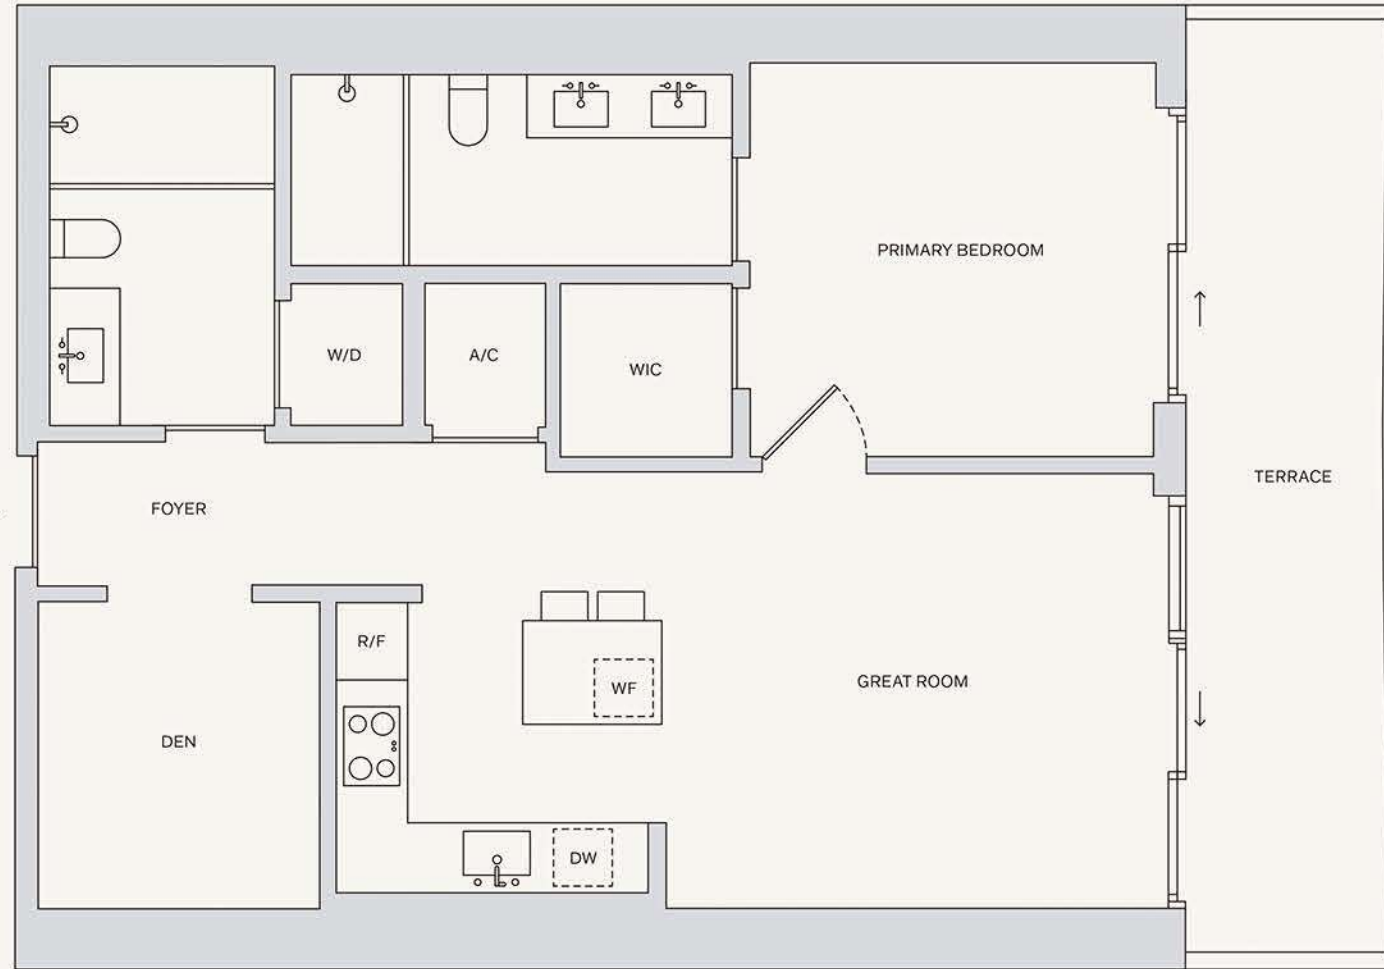 PRIMARY BEDROOM
W/D
A/C
WIC
TERRACE
FOYER
R/F
WF
GREAT ROOM
DEN
DW